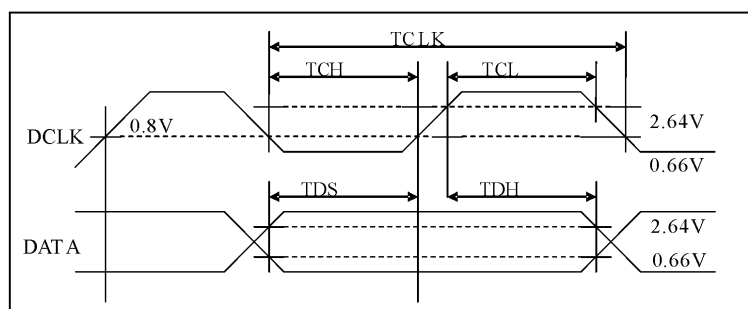 TCLK
TCH
TCL
0.8V
2.64V
DCLK
0.66V
TDS
TDH
2.64V
DATA
0.66V